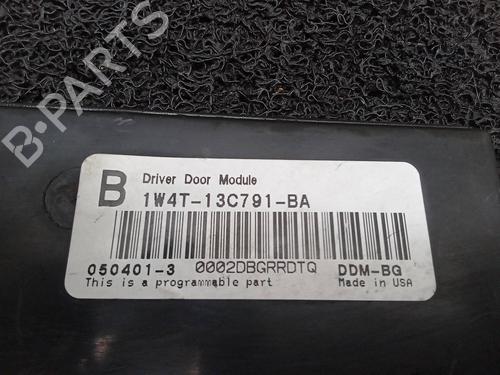 B-PARTS
B
Driver Door Module
1W4T-13C791-BA
050401-3 0002DBGRRDTQ DDM-BG
This is a programmable part Made in USA